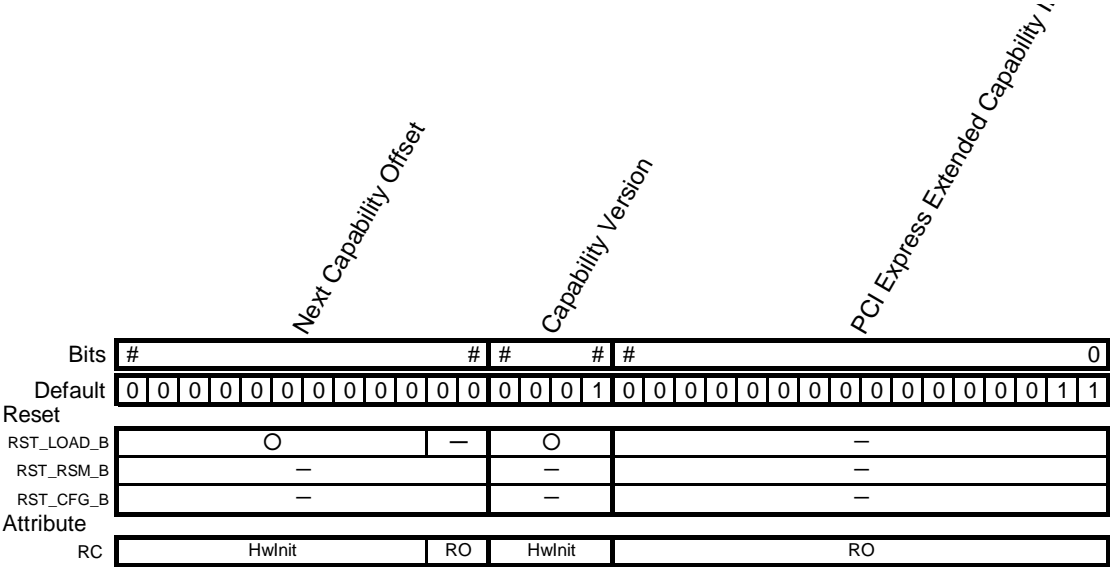 Next Capability Offset
Capability Version
PCI Express Extended Capability
Bits # # # # # 0
Default 0 0 0 0 0 0 0 0 0 0 0 0 0 0 0 1 0 0 0 0 0 0 0 0 0 0 0 0 0 0 1 1
Reset
RST_LOAD_B ○ — ○ —
RST_RSM_B — — —
RST_CFG_B — — —
Attribute
RC HwInit RO HwInit RO